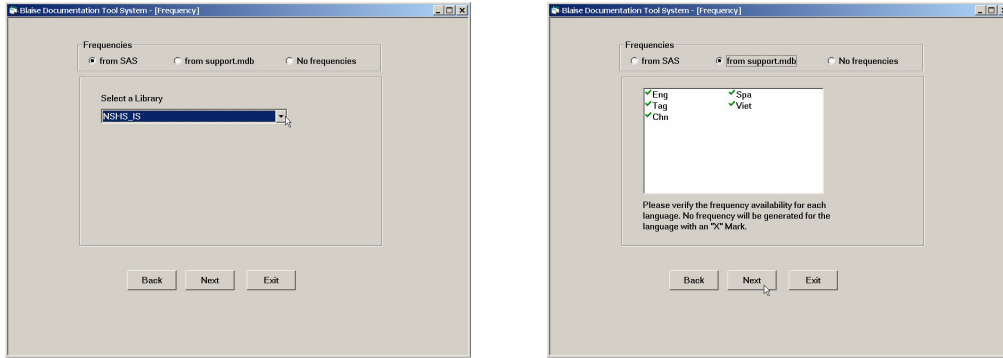 Blaise Documentation Tool System - [Frequency]
Frequencies
from SAS from support.mdb No frequencies
Select a Library
NSHS_IS
Back Next Exit
Blaise Documentation Tool System - [Frequency]
Frequencies
from SAS from support.mdb No frequencies
Eng Spa
Tag Viet
Chn
Please verify the frequency availability for each
language. No frequency will be generated for the
language with an "X" Mark.
Back Next Exit